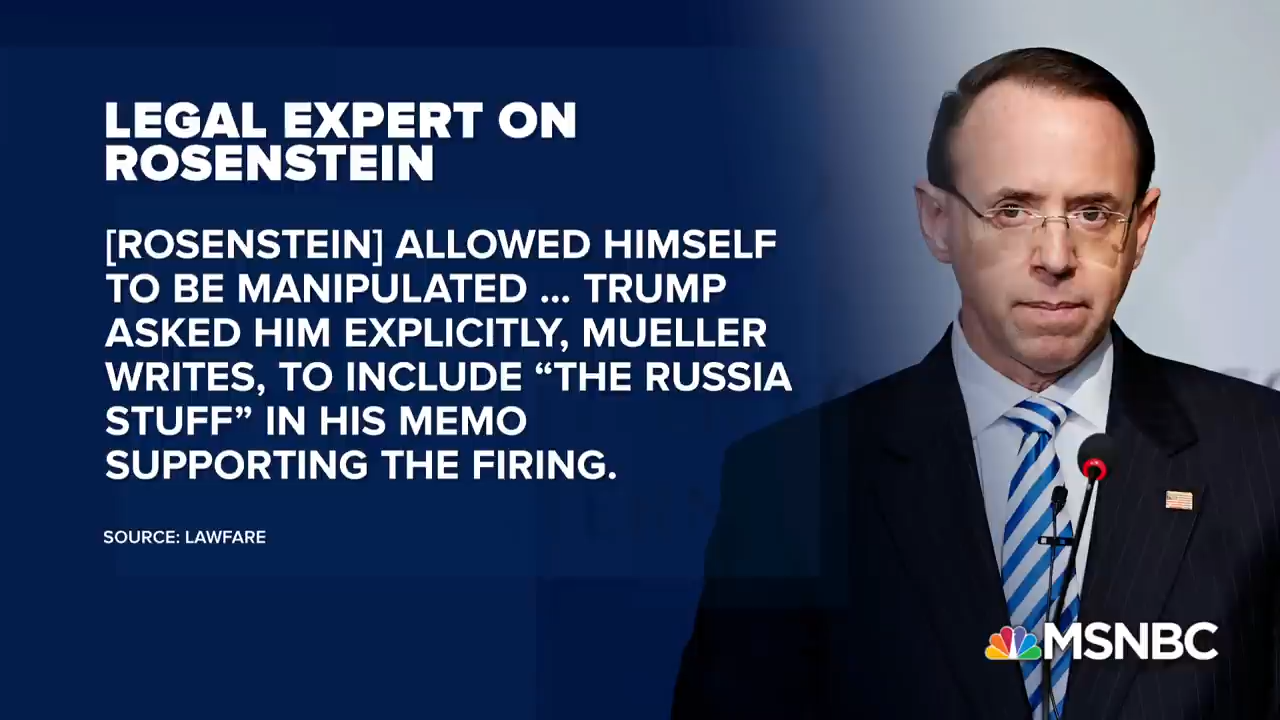 LEGAL EXPERT ON
ROSENSTEIN
[ROSENSTEIN] ALLOWED HIMSELF
TO BE MANIPULATED ... TRUMP
ASKED HIM EXPLICITLY, MUELLER
WRITES, TO INCLUDE “THE RUSSIA
STUFF” IN HIS MEMO
SUPPORTING THE FIRING.
SOURCE: LAWFARE
MSNBC